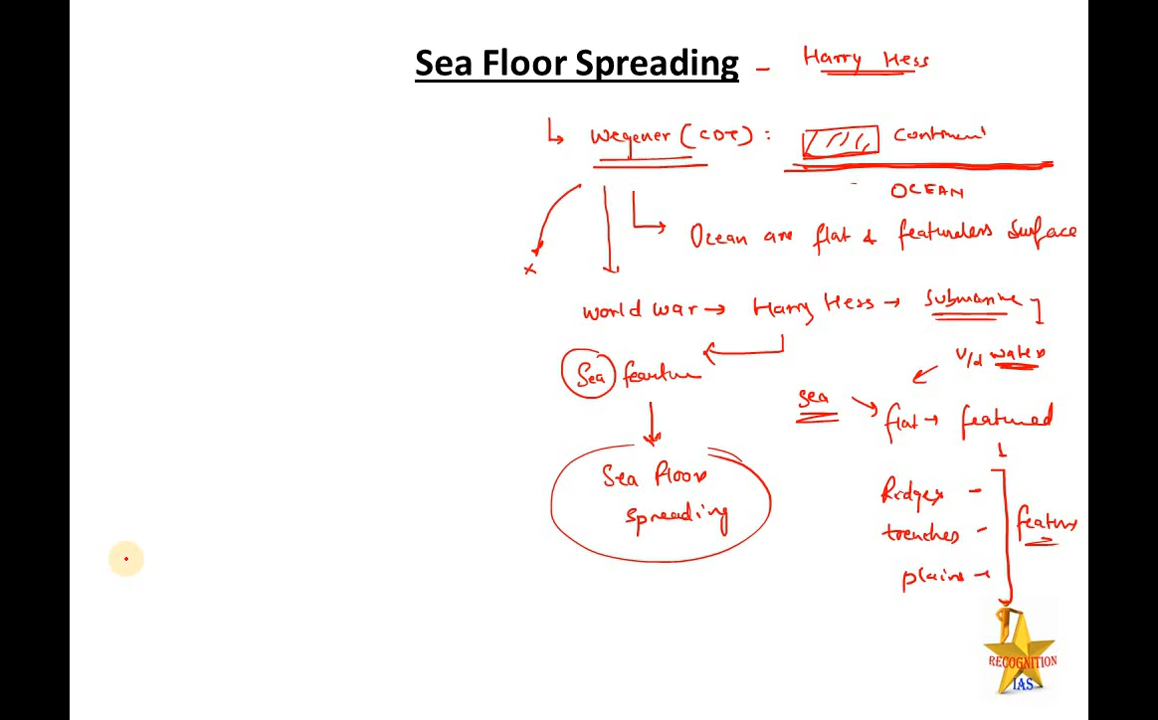 Sea Floor Spreading - Harry Hess
Wegener (CDT) : Continent
OCEAN
Ocean are flat & featureless surface
x
World War → Harry Hess → Submarine
u/d water
Sea feature
sea
flat → featured
Sea floor
spreading
Ridges -
trenches -
features
plains -
RECOGNITION
IAS